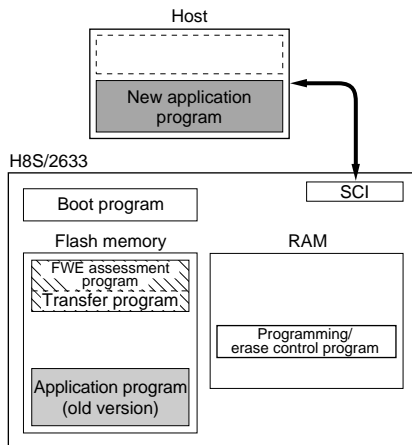 Host
New application
program
H8S/2633
SCI
Boot program
Flash memory
RAM
FWE assessment
program
Transfer program
Programming/
erase control program
Application program
(old version)